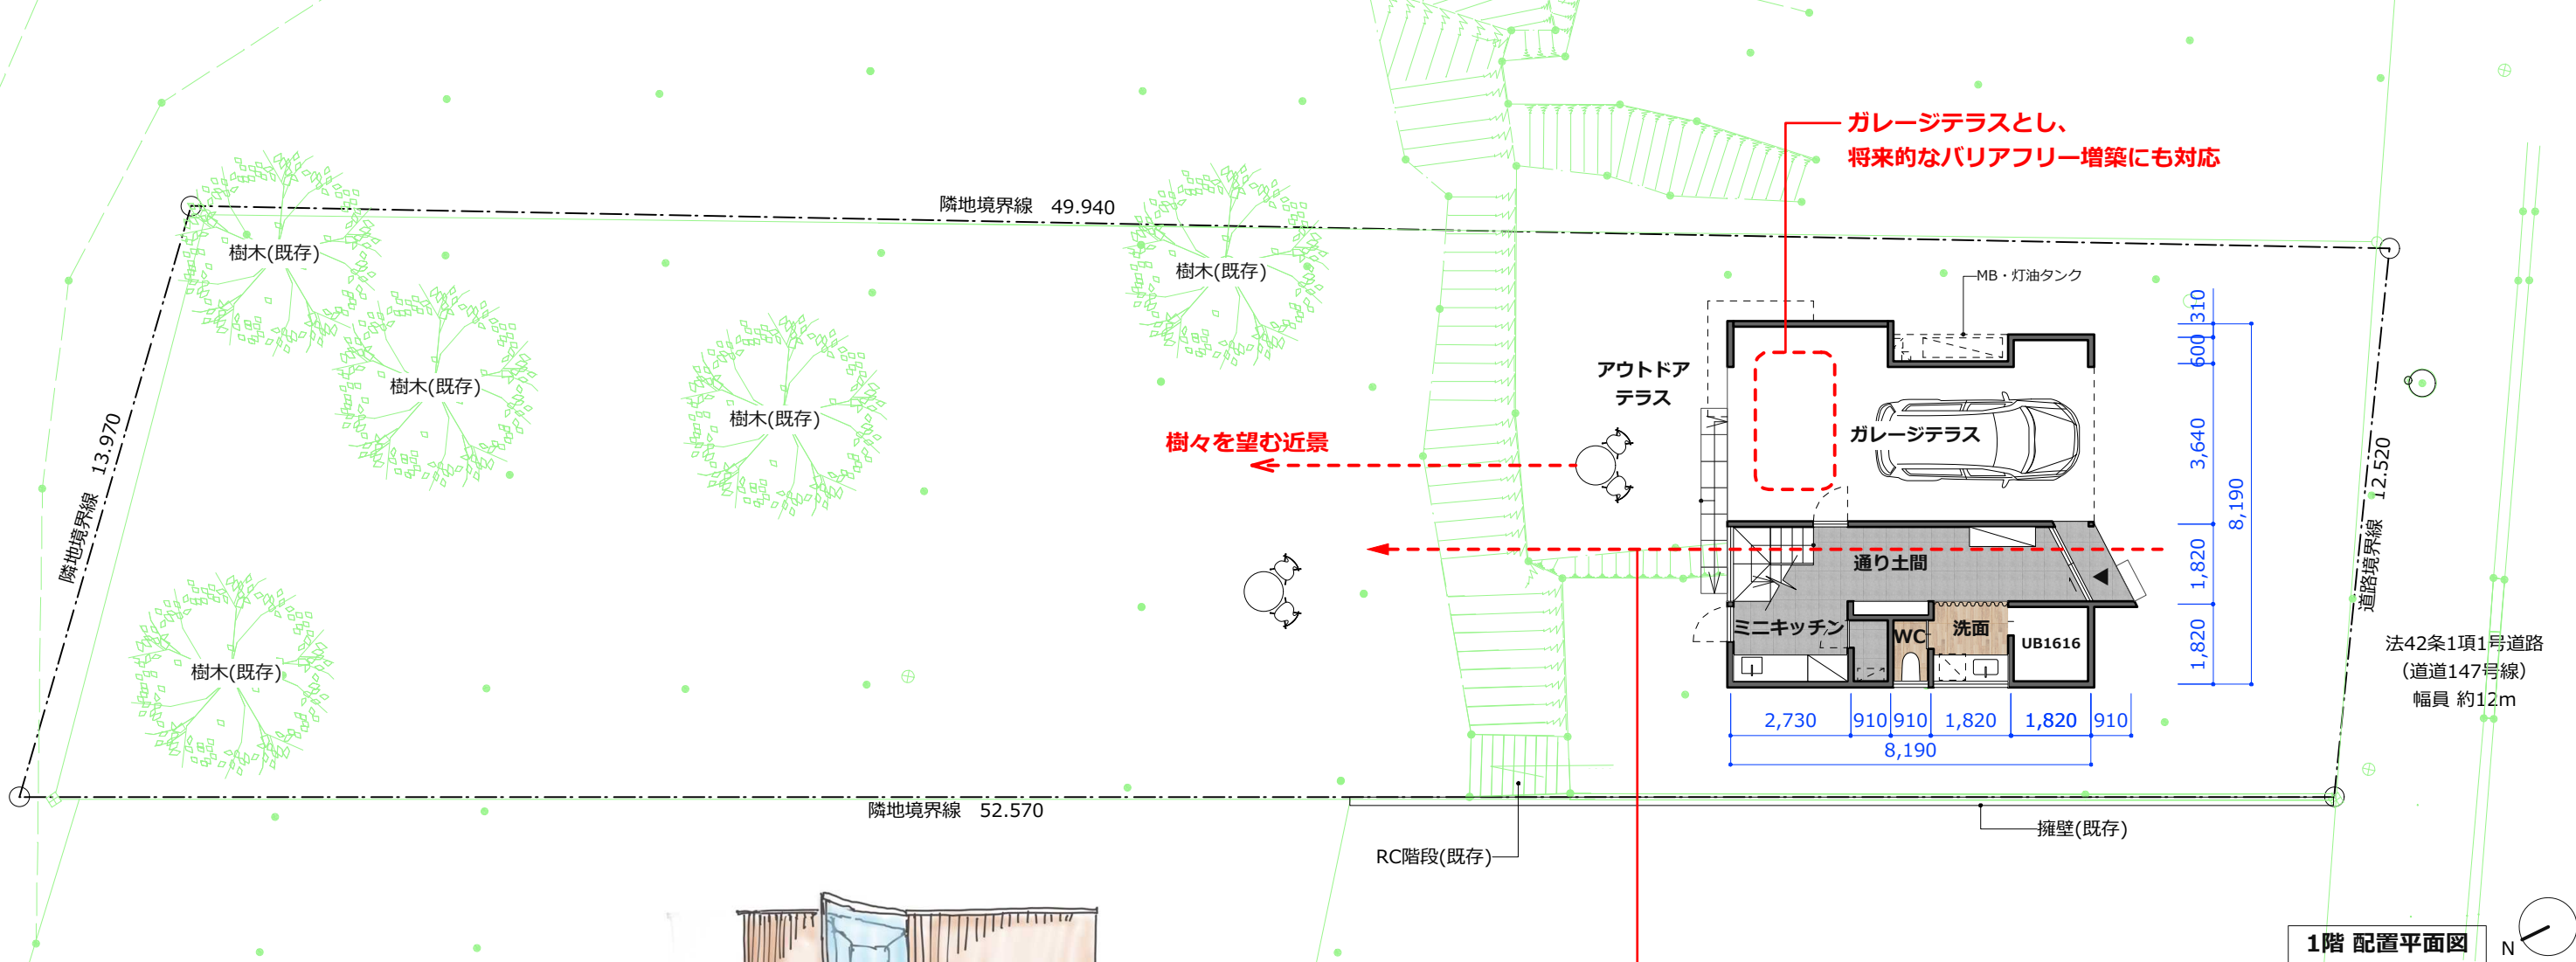 ガレージテラスとし、
将来的なバリアフリー増築にも対応
隣地境界線　49.940
樹木(既存)
樹木(既存)
樹木(既存)
樹木(既存)
樹木(既存)
隣地境界線　13.970
MB・灯油タンク
アウトドア
テラス
樹々を望む近景
ガレージテラス
通り土間
ミニキッチン
WC
洗面
UB1616
310
600
3,640
1,820
1,820
8,190
2,730
910
910
1,820
1,820
910
8,190
道路境界線　12.520
法42条1項1号道路
（道道147号線）
幅員 約12m
隣地境界線　52.570
RC階段(既存)
擁壁(既存)
1階 配置平面図
N